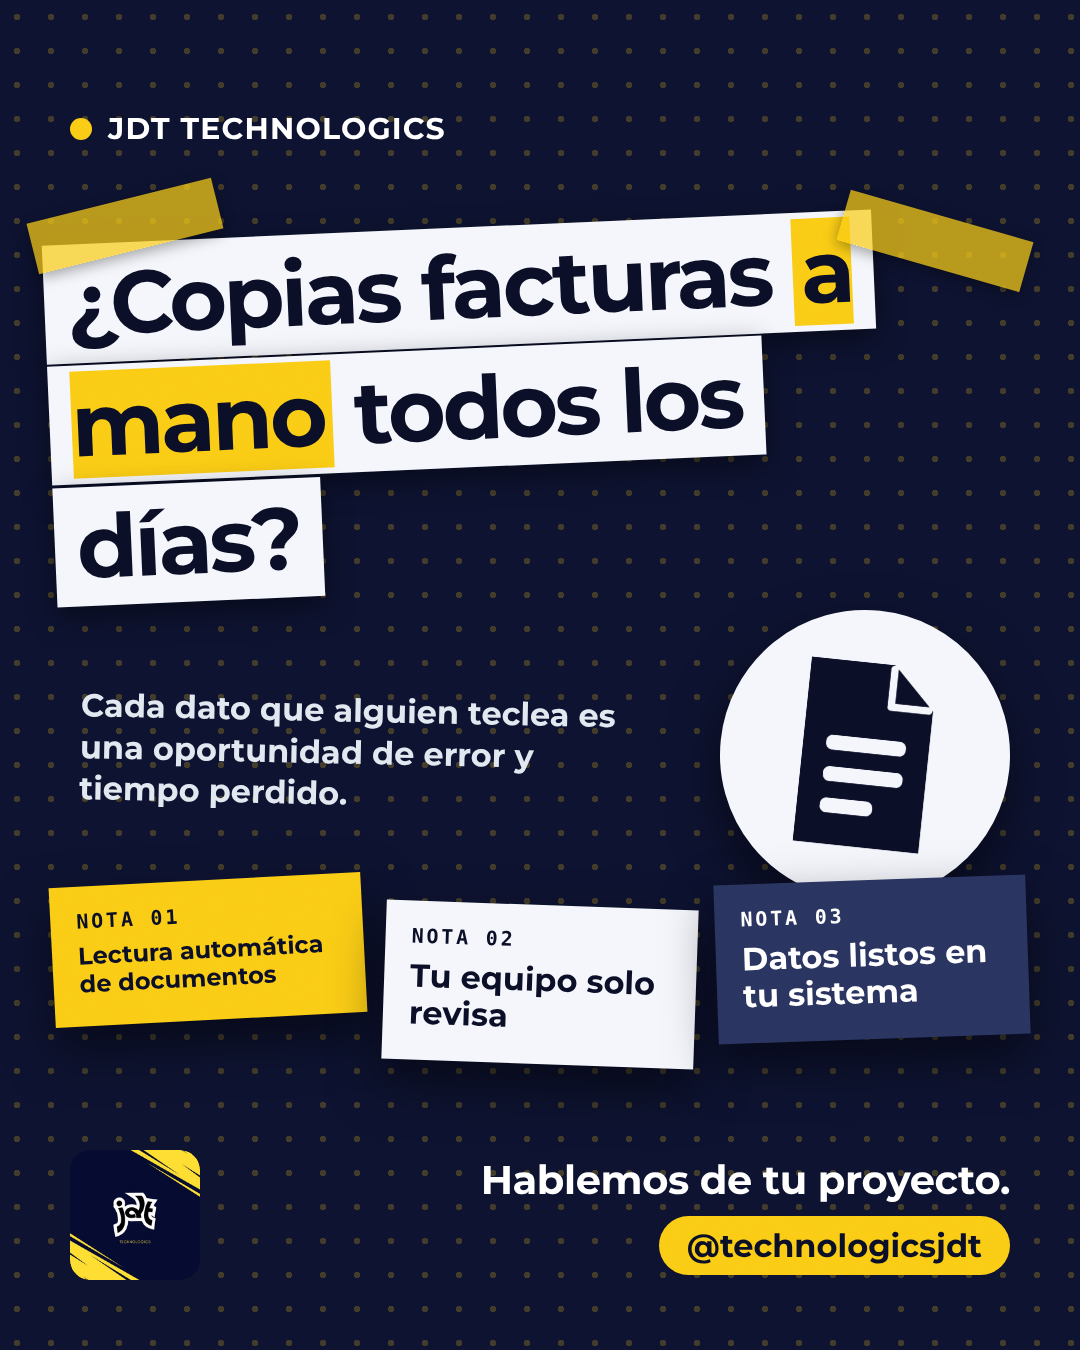 JDT TECHNOLOGICS
¿Copias facturas a
mano todos los
días?
Cada dato que alguien teclea es
una oportunidad de error y
tiempo perdido.
NOTA 01
Lectura automática
de documentos
NOTA 02
Tu equipo solo
revisa
NOTA 03
Datos listos en
tu sistema
jdt
TECHNOLOGICS
Hablemos de tu proyecto.
@technologicsjdt